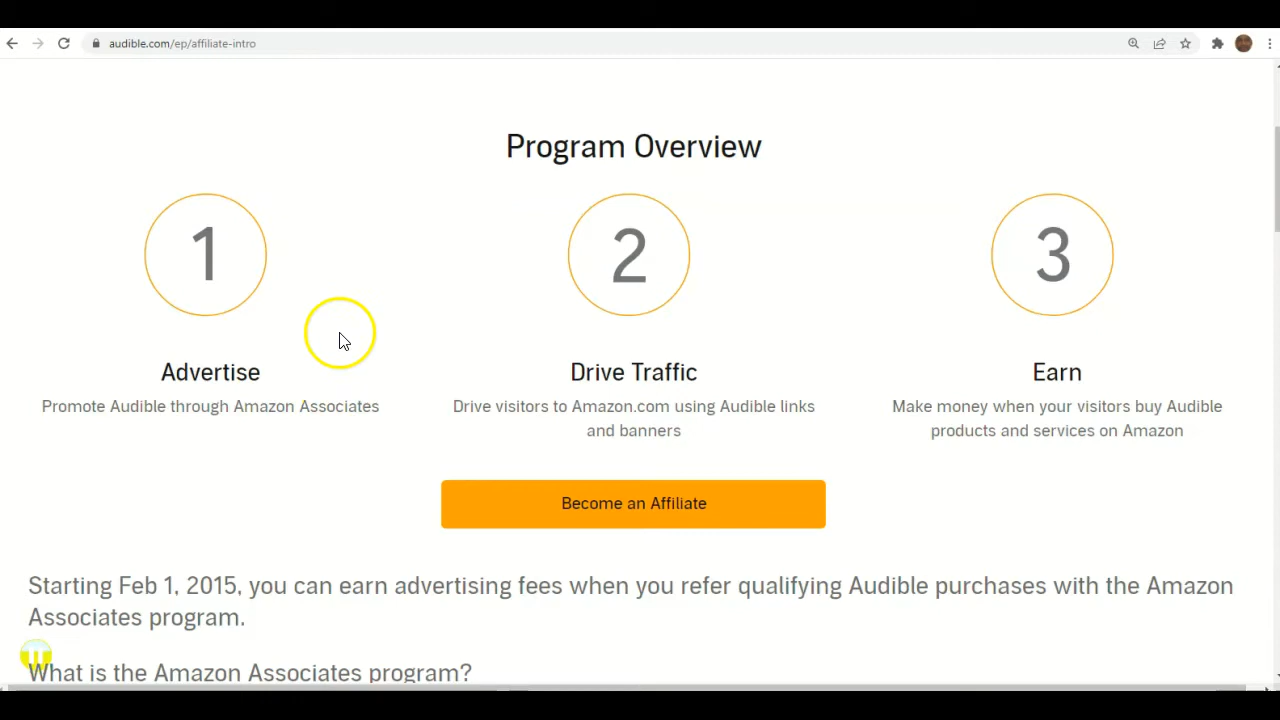 audible.com/ep/affiliate-intro
Program Overview
1
2
3
Advertise
Drive Traffic
Earn
Promote Audible through Amazon Associates
Drive visitors to Amazon.com using Audible links
and banners
Make money when your visitors buy Audible
products and services on Amazon
Become an Affiliate
Starting Feb 1, 2015, you can earn advertising fees when you refer qualifying Audible purchases with the Amazon
Associates program.
What is the Amazon Associates program?